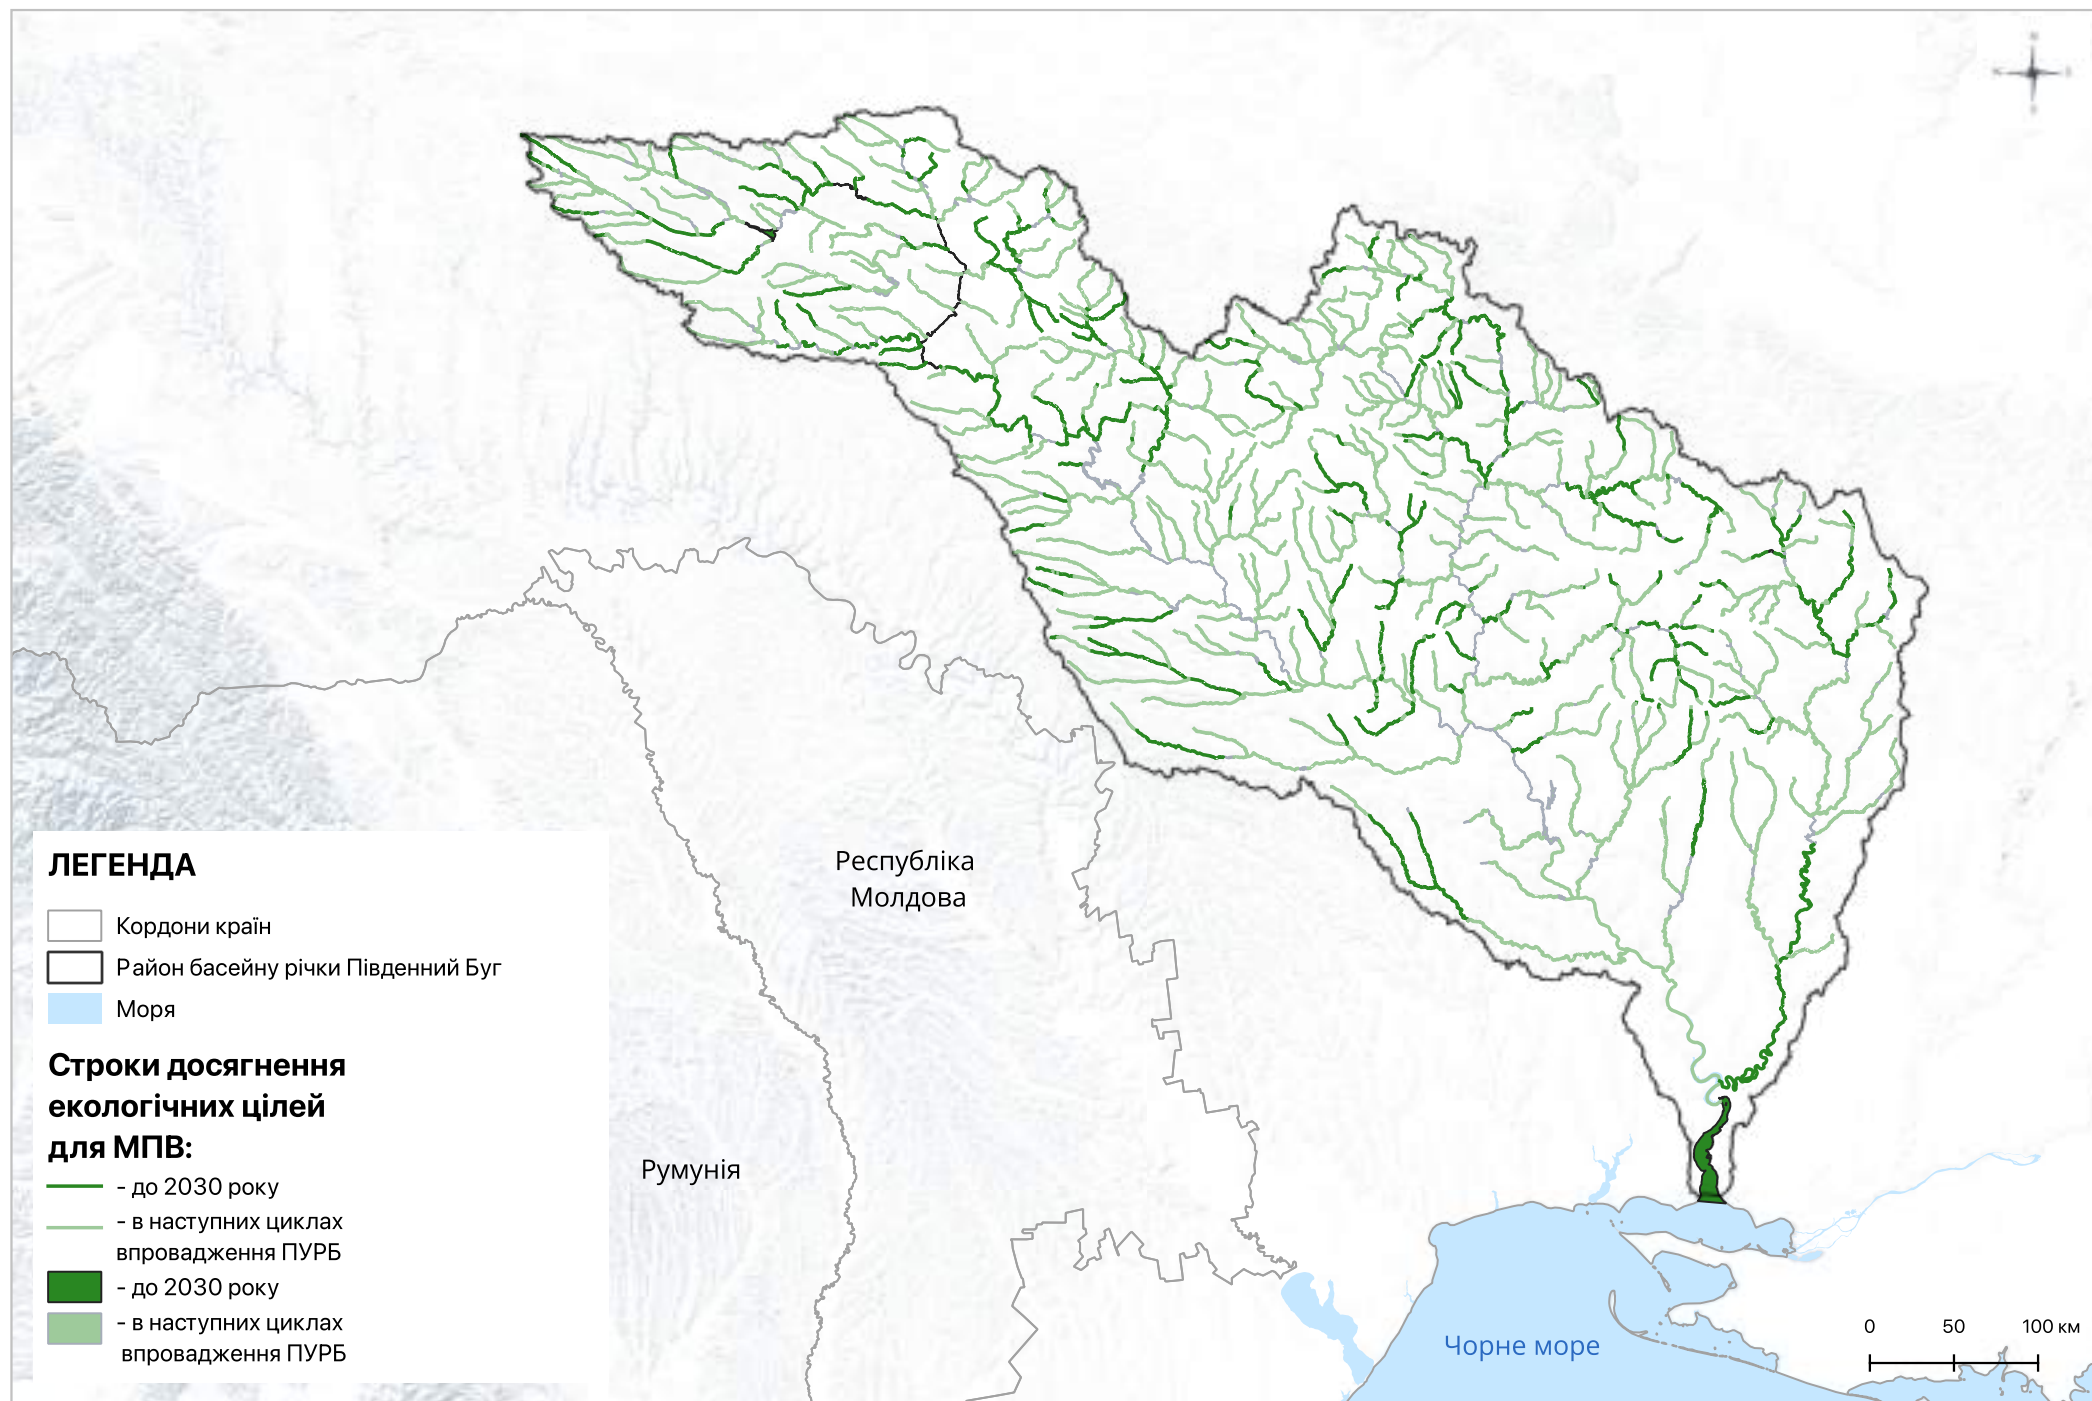 Республіка
Молдова
Румунія
Чорне море
ЛЕГЕНДА
Кордони країн
Район басейну річки Південний Буг
Моря
Строки досягнення
екологічних цілей
для МПВ:
- до 2030 року
- в наступних циклах
впровадження ПУРБ
- до 2030 року
- в наступних циклах
впровадження ПУРБ
0 50 100 км